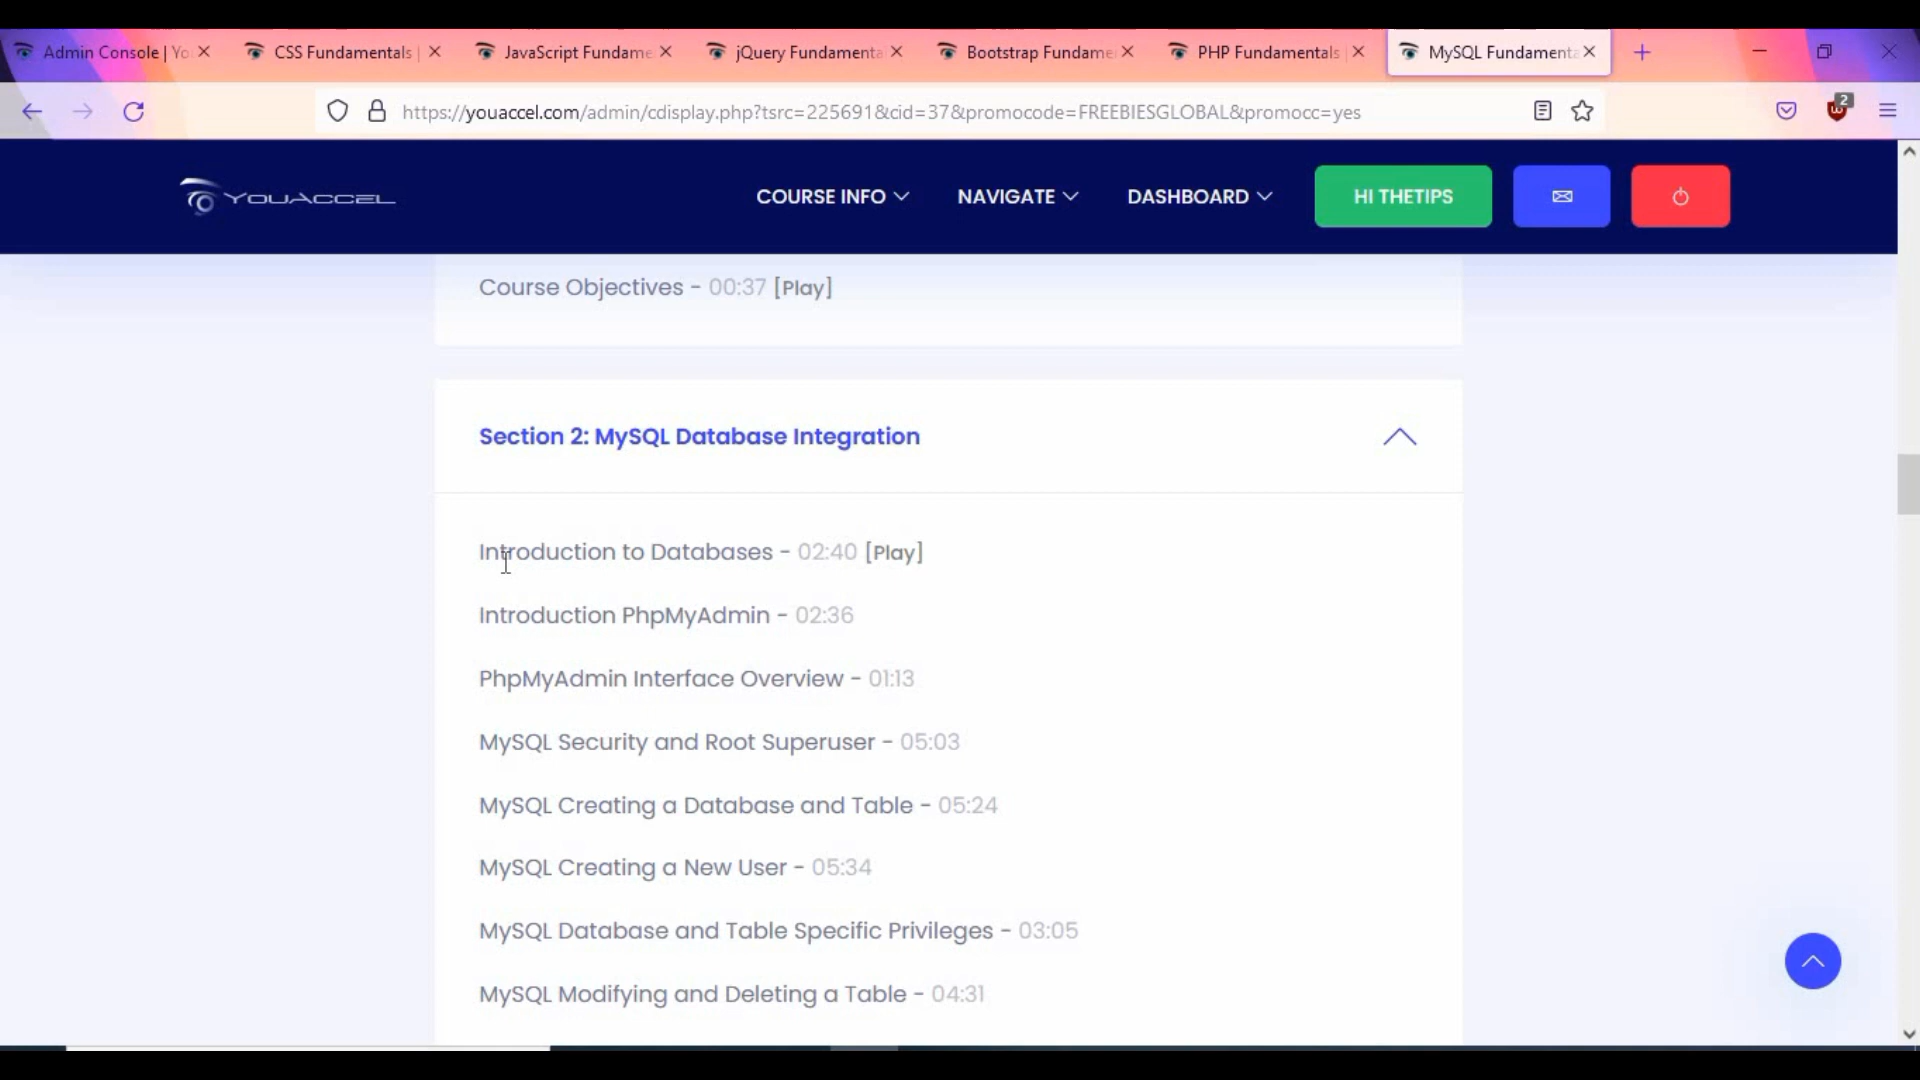 Admin Console | Yo
CSS Fundamentals |
JavaScript Fundame
jQuery Fundamenta
Bootstrap Fundame
PHP Fundamentals |
MySQL Fundamenta
https://youaccel.com/admin/cdisplay.php?tsrc=225691&cid=37&promocode=FREEBIESGLOBAL&promocc=yes
2
YOUACCEL
COURSE INFO
NAVIGATE
DASHBOARD
HI THETIPS
Course Objectives - 00:37 [Play]
Section 2: MySQL Database Integration
Introduction to Databases - 02:40 [Play]
Introduction PhpMyAdmin - 02:36
PhpMyAdmin Interface Overview - 01:13
MySQL Security and Root Superuser - 05:03
MySQL Creating a Database and Table - 05:24
MySQL Creating a New User - 05:34
MySQL Database and Table Specific Privileges - 03:05
MySQL Modifying and Deleting a Table - 04:31